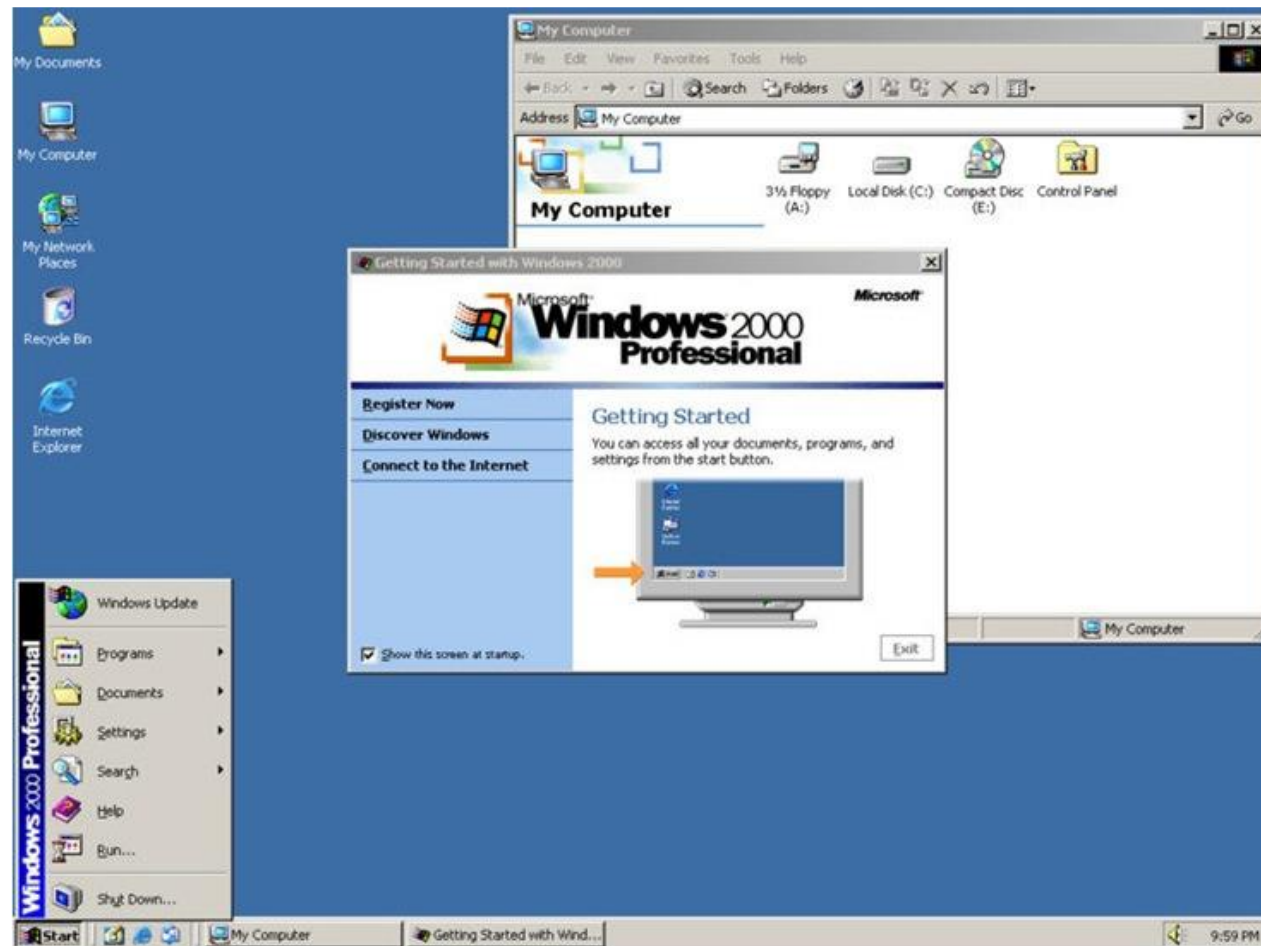 My Documents
My Computer
My Network
Places
Recycle Bin
Internet
Explorer
My Computer
File Edit View Favorites Tools Help
Back Search Folders
Address My Computer Go
My Computer
3½ Floppy
(A:)
Local Disk (C:)
Compact Disc
(E:)
Control Panel
My Computer
Getting Started with Windows 2000
Microsoft
Windows 2000
Professional
Microsoft
Register Now
Discover Windows
Connect to the Internet
Getting Started
You can access all your documents, programs, and
settings from the start button.
Show this screen at startup.
Exit
Windows 2000 Professional
Windows Update
Programs
Documents
Settings
Search
Help
Run...
Shut Down...
Start My Computer Getting Started with Wind... 9:59 PM